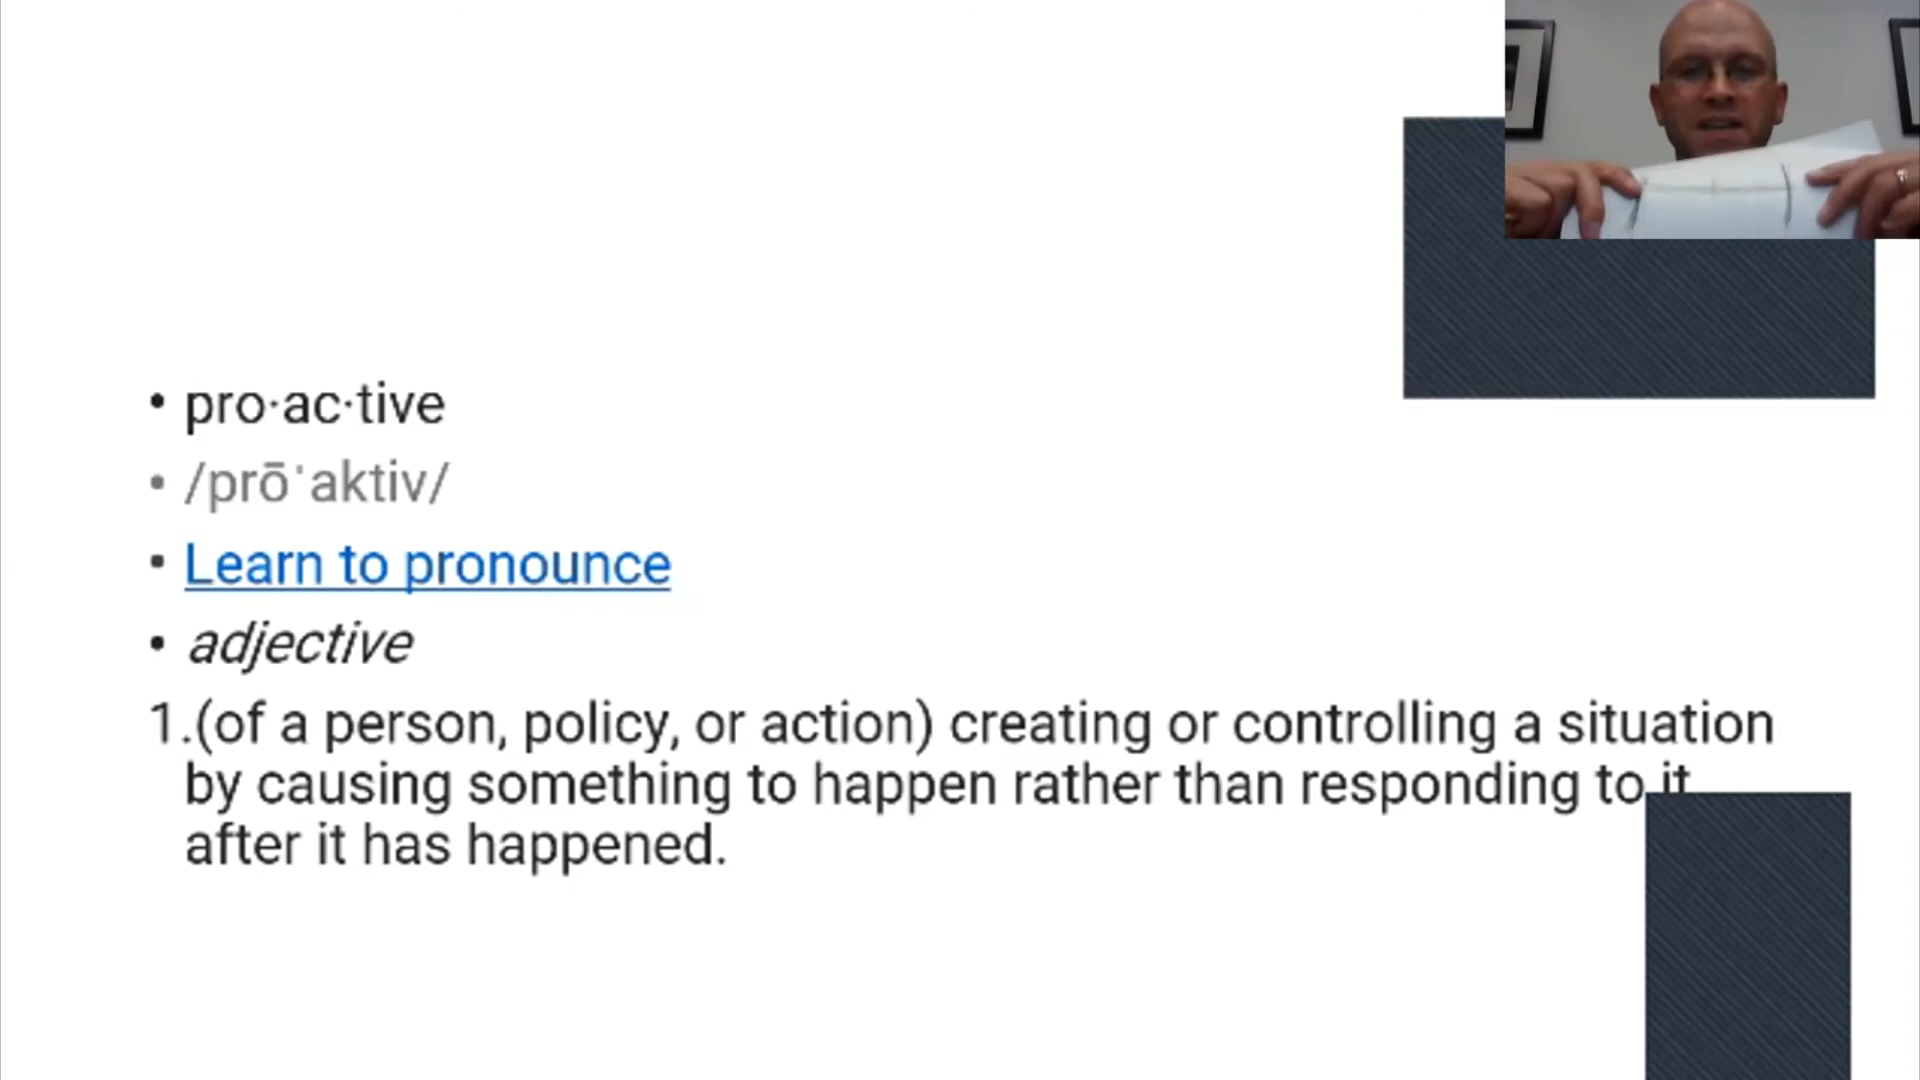 • pro·ac·tive
• /prōˈaktiv/
• Learn to pronounce
• adjective
1.(of a person, policy, or action) creating or controlling a situation
by causing something to happen rather than responding to it
after it has happened.